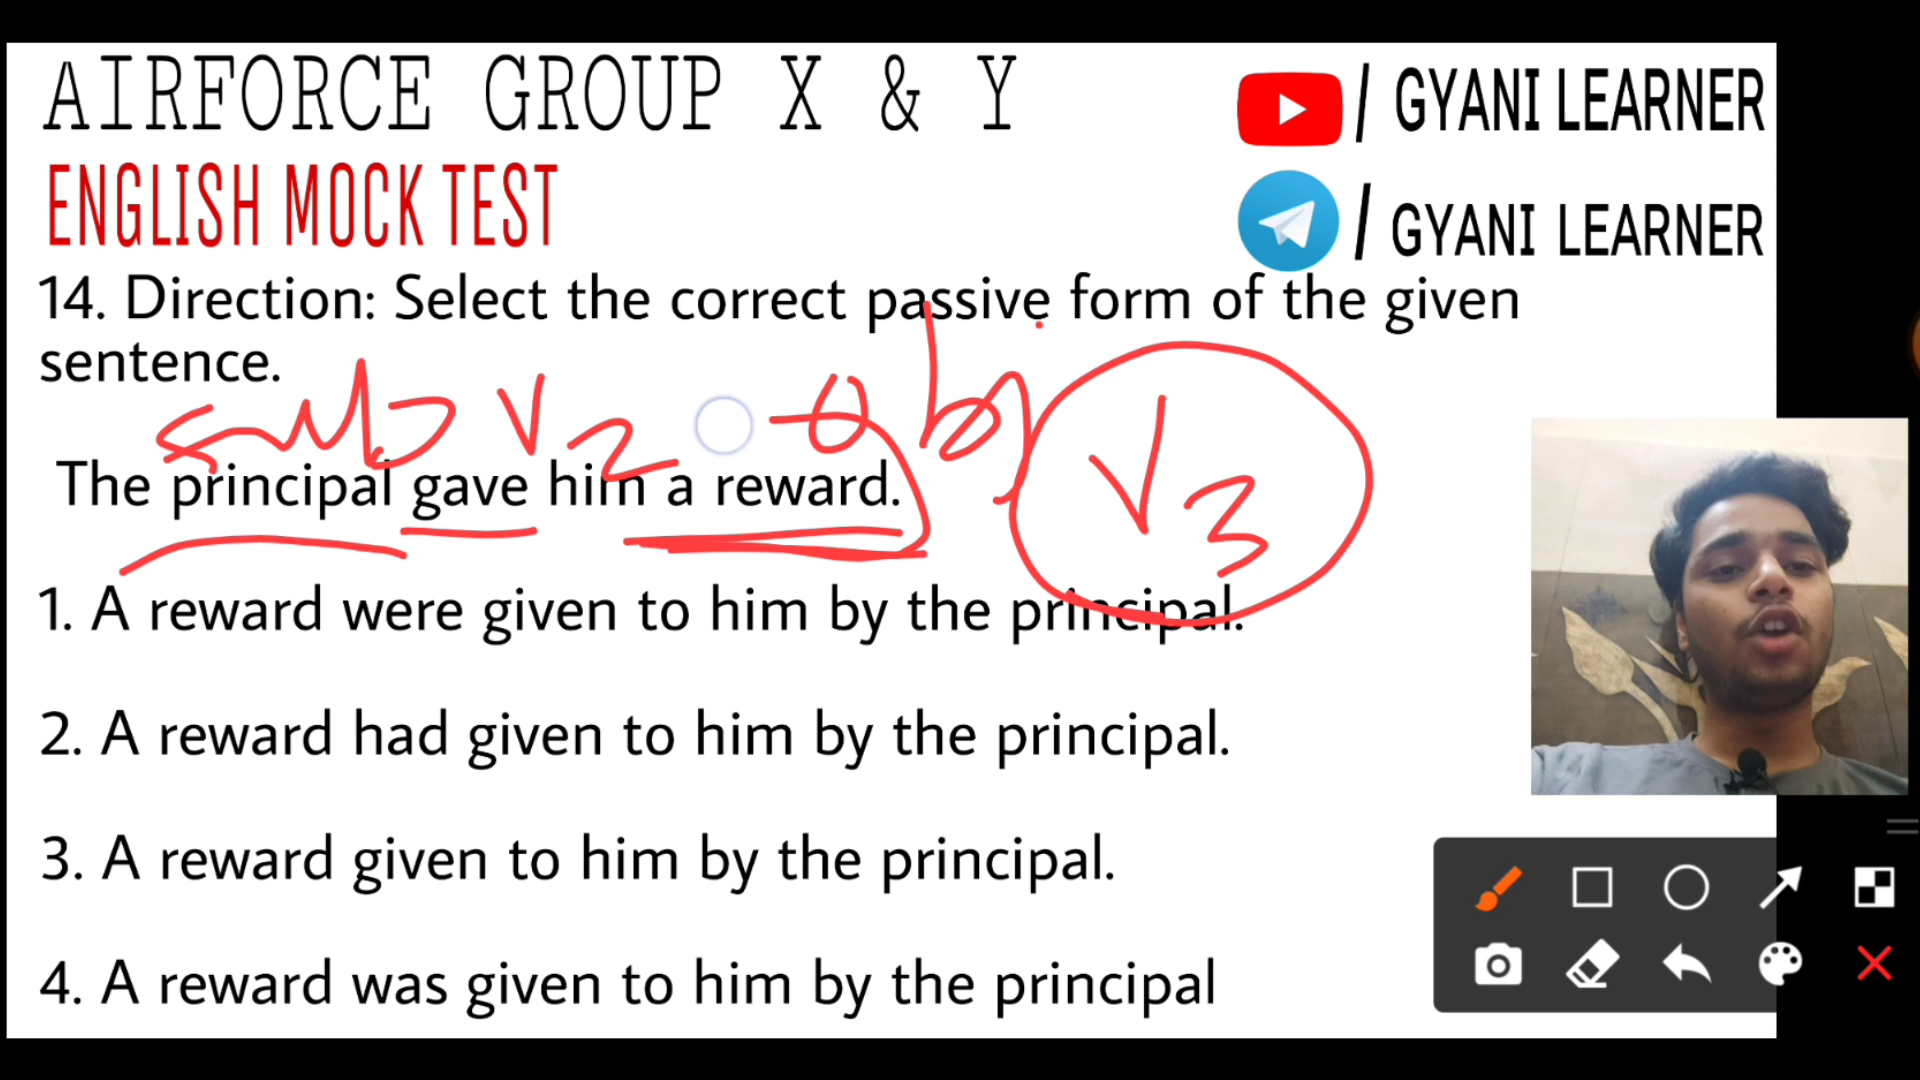 AIRFORCE GROUP X & Y
/ GYANI LEARNER
ENGLISH MOCK TEST
/ GYANI LEARNER
14. Direction: Select the correct passive form of the given
sentence.
sub V2 obj V3
The principal gave him a reward.
1. A reward were given to him by the principal.
2. A reward had given to him by the principal.
3. A reward given to him by the principal.
4. A reward was given to him by the principal